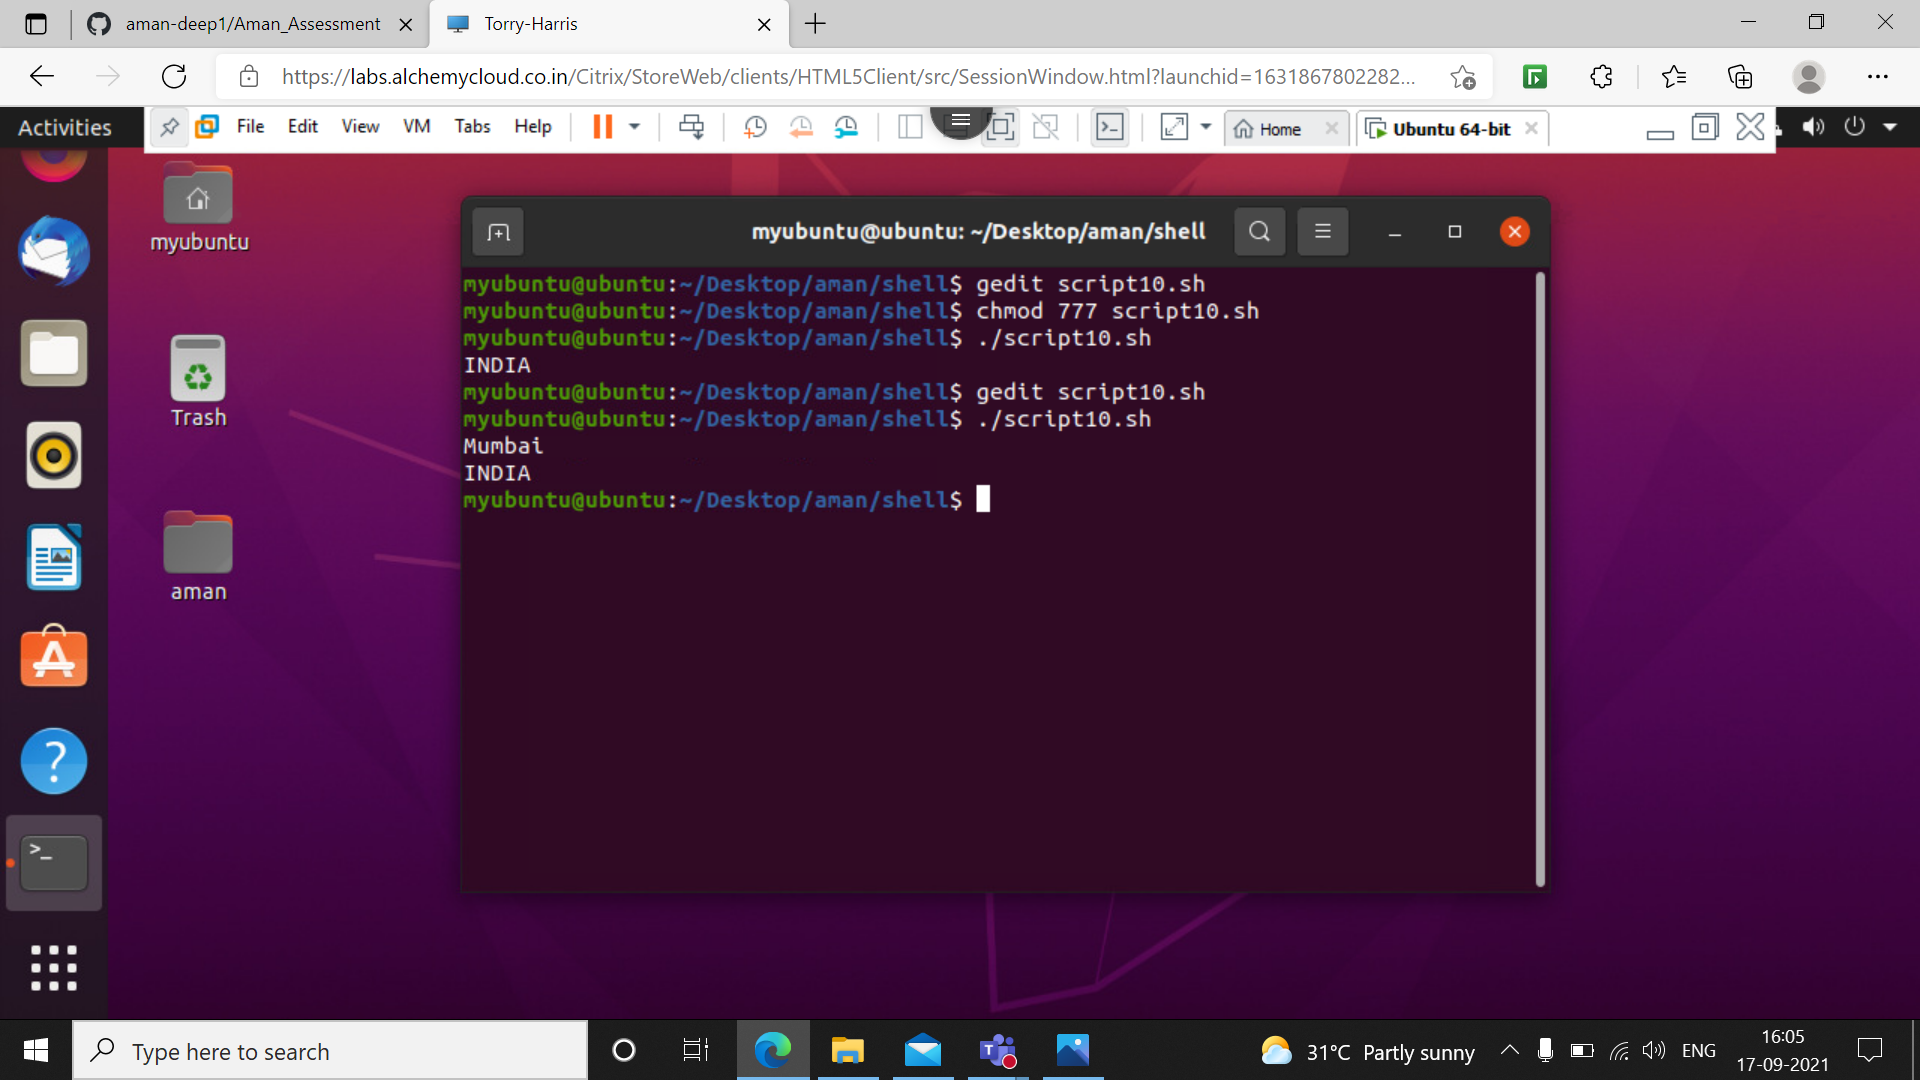 aman-deep1/Aman_Assessment
Torry-Harris
https://labs.alchemycloud.co.in/Citrix/StoreWeb/clients/HTML5Client/src/SessionWindow.html?launchid=1631867802282...
Activities
File Edit View VM Tabs Help
Home
Ubuntu 64-bit
myubuntu
Trash
aman
myubuntu@ubuntu: ~/Desktop/aman/shell
myubuntu@ubuntu:~/Desktop/aman/shell$ gedit script10.sh
myubuntu@ubuntu:~/Desktop/aman/shell$ chmod 777 script10.sh
myubuntu@ubuntu:~/Desktop/aman/shell$ ./script10.sh
INDIA
myubuntu@ubuntu:~/Desktop/aman/shell$ gedit script10.sh
myubuntu@ubuntu:~/Desktop/aman/shell$ ./script10.sh
Mumbai
INDIA
myubuntu@ubuntu:~/Desktop/aman/shell$
Type here to search
31°C Partly sunny
ENG
16:05
17-09-2021